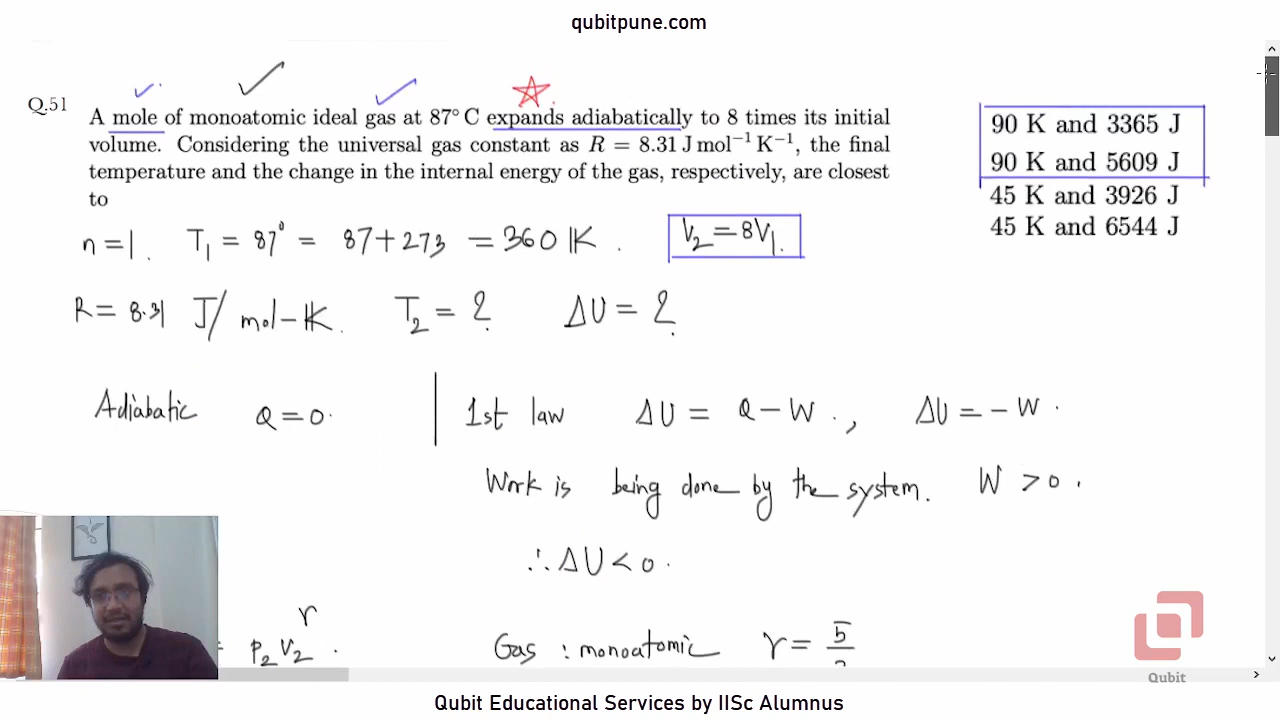 qubitpune.com
Q.51
A mole of monoatomic ideal gas at 87° C expands adiabatically to 8 times its initial
volume. Considering the universal gas constant as R = 8.31 J mol⁻¹ K⁻¹, the final
temperature and the change in the internal energy of the gas, respectively, are closest
to
90 K and 3365 J
90 K and 5609 J
45 K and 3926 J
45 K and 6544 J
n = 1. T₁ = 87° = 87+273 = 360 K. V₂ = 8V₁.
R = 8.31 J/mol-K. T₂ = ? ΔU = ?
Adiabatic Q = 0. 1st law ΔU = Q - W., ΔU = - W.
Work is being done by the system. W > 0.
∴ ΔU < 0.
= P₂ V₂^γ.
Gas : monoatomic γ = 5/
Qubit
Qubit Educational Services by IISc Alumnus